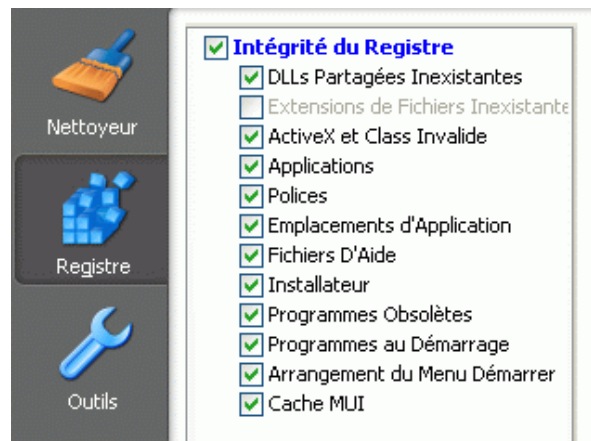 Nettoyeur
Registre
Outils
Intégrité du Registre
DLLs Partagées Inexistantes
Extensions de Fichiers Inexistante
ActiveX et Class Invalide
Applications
Polices
Emplacements d'Application
Fichiers D'Aide
Installateur
Programmes Obsolètes
Programmes au Démarrage
Arrangement du Menu Démarrer
Cache MUI